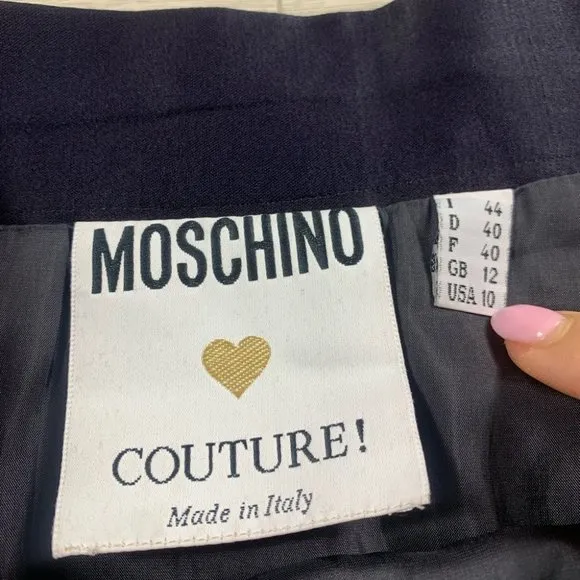 MOSCHINO
COUTURE!
Made in Italy
I 44
D 40
F 40
GB 12
USA 10